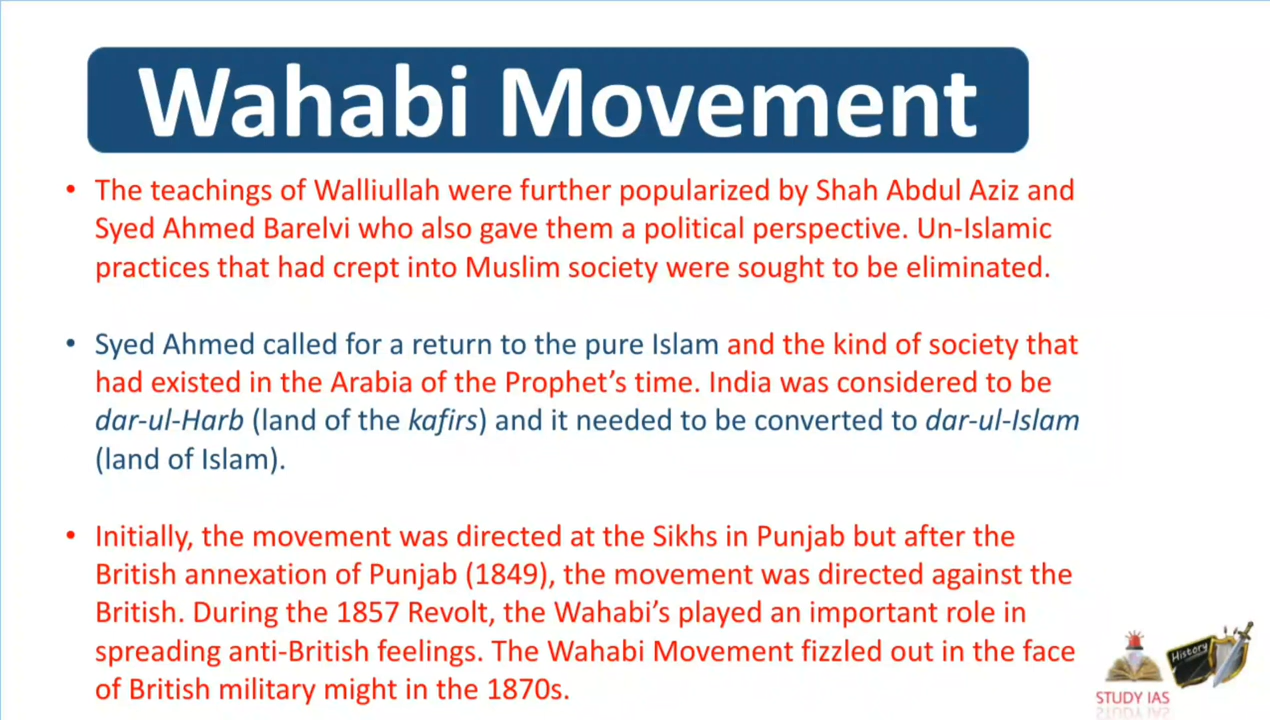 Wahabi Movement
• The teachings of Walliullah were further popularized by Shah Abdul Aziz and
Syed Ahmed Barelvi who also gave them a political perspective. Un-Islamic
practices that had crept into Muslim society were sought to be eliminated.
• Syed Ahmed called for a return to the pure Islam and the kind of society that
had existed in the Arabia of the Prophet’s time. India was considered to be
dar-ul-Harb (land of the kafirs) and it needed to be converted to dar-ul-Islam
(land of Islam).
• Initially, the movement was directed at the Sikhs in Punjab but after the
British annexation of Punjab (1849), the movement was directed against the
British. During the 1857 Revolt, the Wahabi’s played an important role in
spreading anti-British feelings. The Wahabi Movement fizzled out in the face
of British military might in the 1870s.
History
STUDY IAS